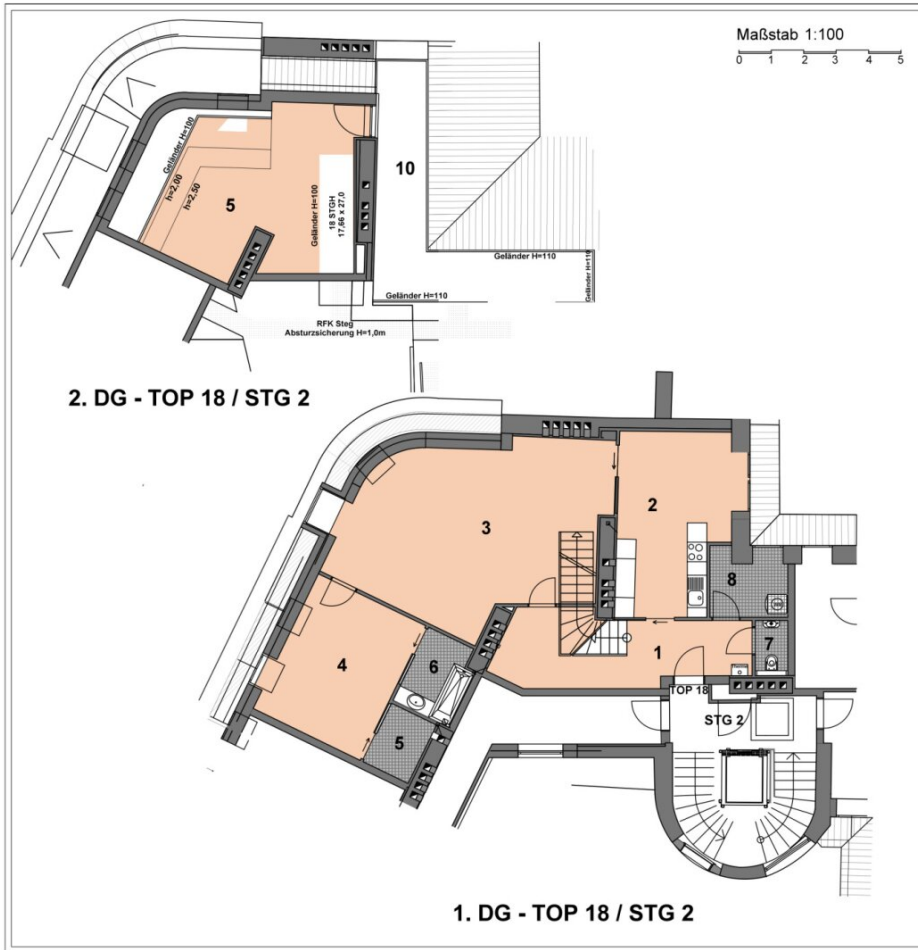 Maßstab 1:100
0 1 2 3 4 5
Geländer H=100
h=2,00
h=2,50
5
Geländer H=100
18 STGH
17,66 x 27,0
10
Geländer H=110
Geländer H=110
Geländer H=110
RFK Steg
Absturzsicherung H=1,0m
2. DG - TOP 18 / STG 2
3
2
8
4
6
1
7
5
TOP 18
STG 2
1. DG - TOP 18 / STG 2